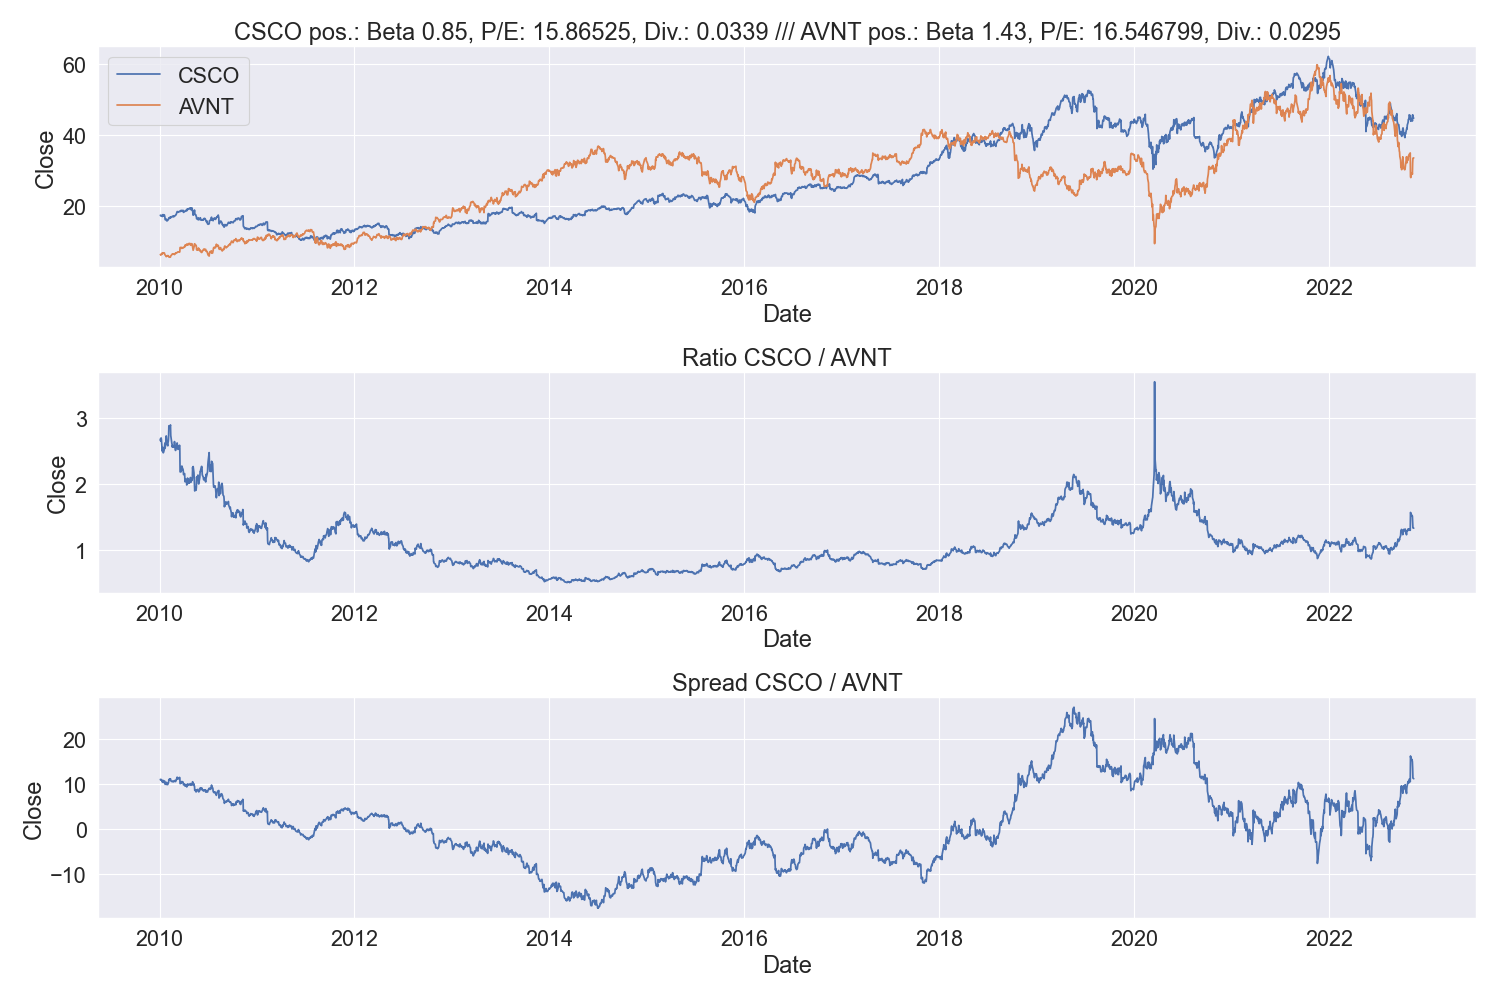 CSCO pos.: Beta 0.85, P/E: 15.86525, Div.: 0.0339 /// AVNT pos.: Beta 1.43, P/E: 16.546799, Div.: 0.0295
CSCO
AVNT
60
40
20
Close
2010 2012 2014 2016 2018 2020 2022
Date
Ratio CSCO / AVNT
3
2
1
Close
2010 2012 2014 2016 2018 2020 2022
Date
Spread CSCO / AVNT
20
10
0
−10
Close
2010 2012 2014 2016 2018 2020 2022
Date